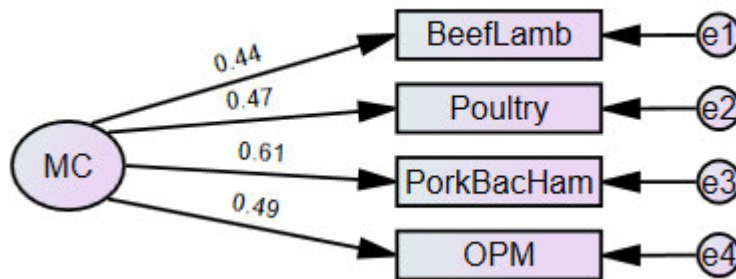 BeefLamb
e1
0.44
Poultry
e2
0.47
MC
0.61
PorkBacHam
e3
0.49
OPM
e4